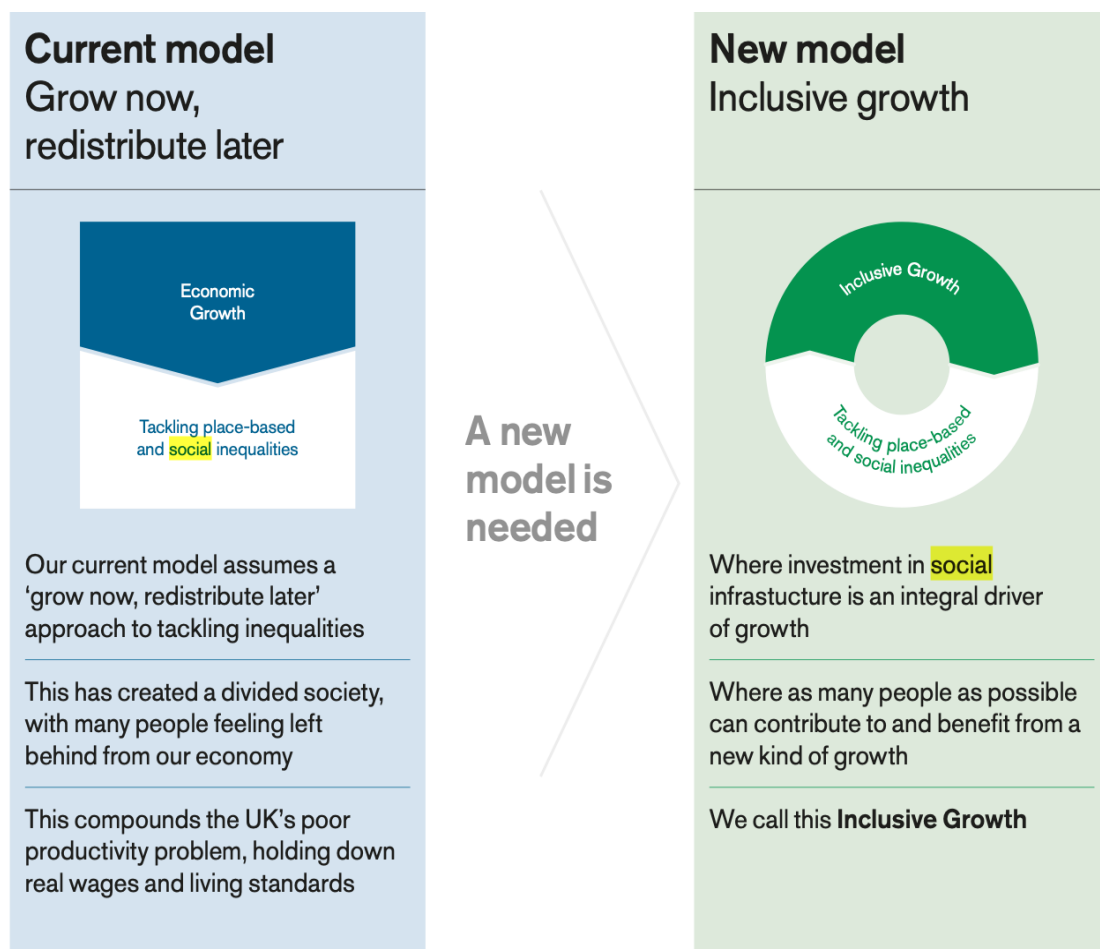 Current model
Grow now,
redistribute later
Economic
Growth
Tackling place-based
and social inequalities
Our current model assumes a
‘grow now, redistribute later’
approach to tackling inequalities
This has created a divided society,
with many people feeling left
behind from our economy
This compounds the UK’s poor
productivity problem, holding down
real wages and living standards
A new
model is
needed
New model
Inclusive growth
Inclusive Growth
Tackling place-based
and social inequalities
Where investment in social
infrastucture is an integral driver
of growth
Where as many people as possible
can contribute to and benefit from a
new kind of growth
We call this Inclusive Growth